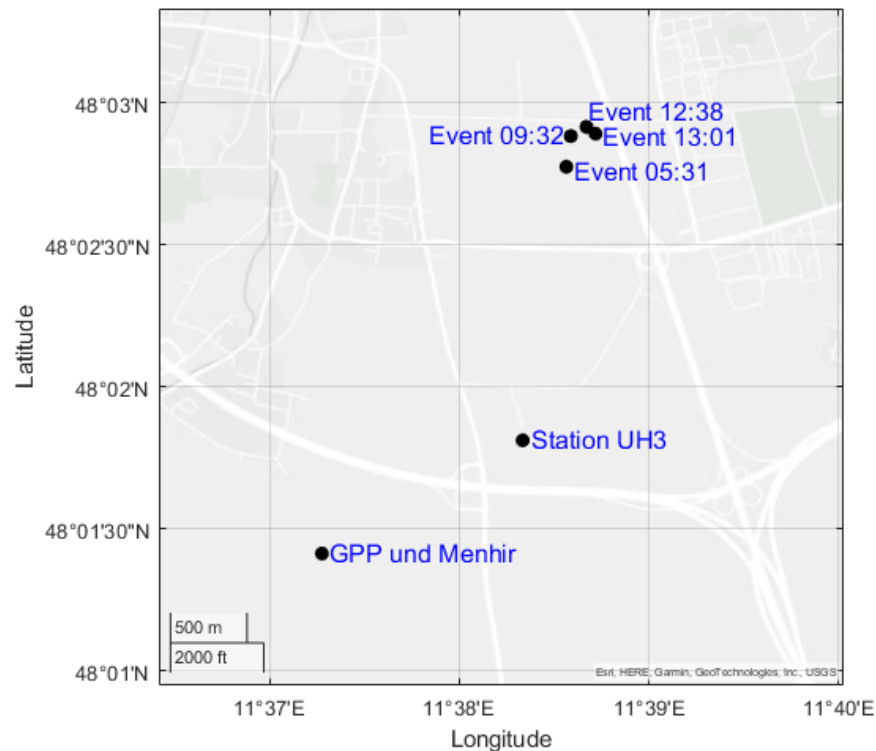 48°03'N
Event 12:38
Event 09:32
Event 13:01
Event 05:31
48°02'30"N
Latitude
48°02'N
Station UH3
48°01'30"N
GPP und Menhir
500 m
2000 ft
48°01'N
Esri, HERE, Garmin, GeoTechnologies, Inc., USGS
11°37'E
11°38'E
11°39'E
11°40'E
Longitude